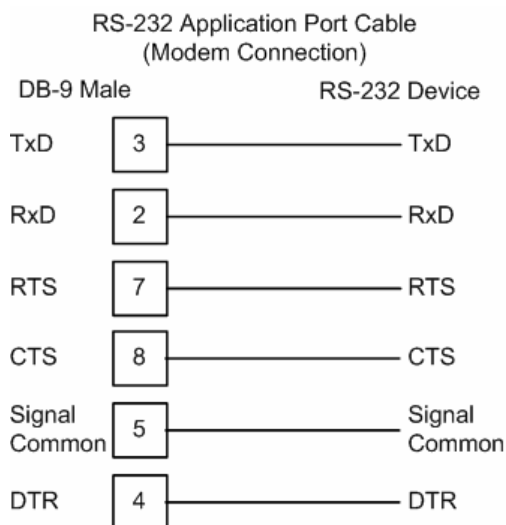 RS-232 Application Port Cable
(Modem Connection)
DB-9 Male RS-232 Device
TxD 3 TxD
RxD 2 RxD
RTS 7 RTS
CTS 8 CTS
Signal Common 5 Signal Common
DTR 4 DTR